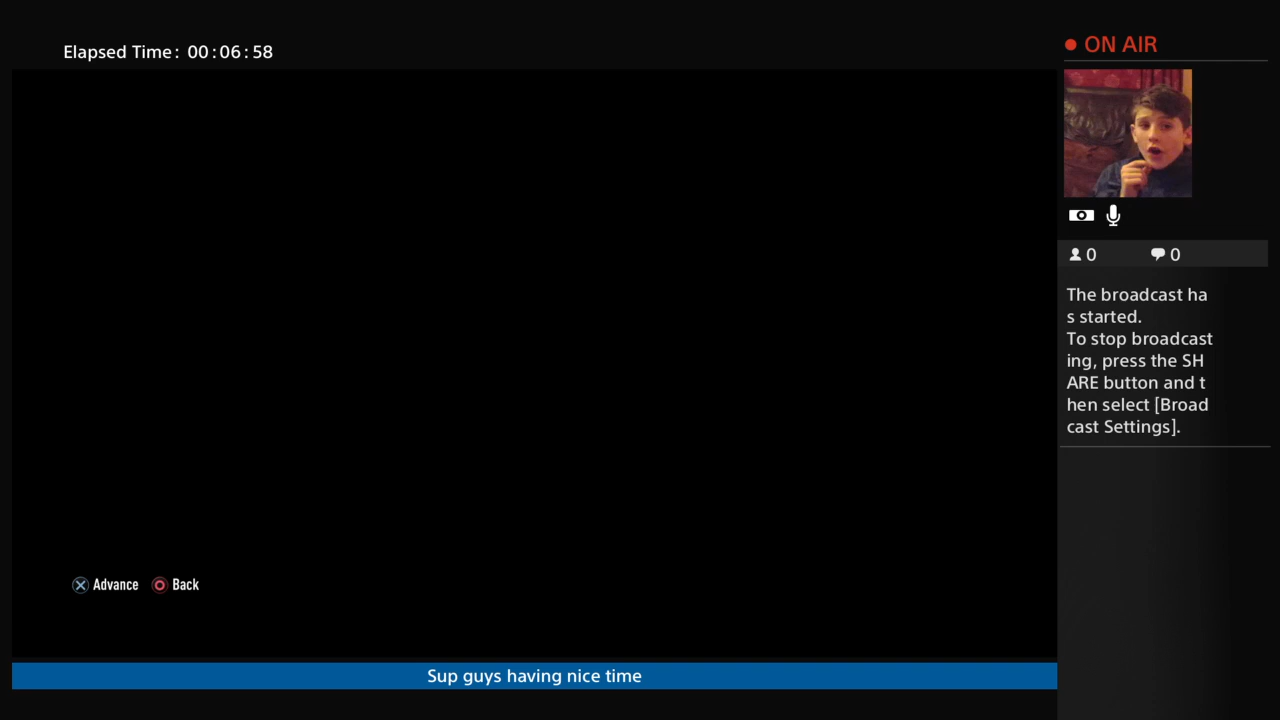 Elapsed Time: 00:06:58
ON AIR
0 0
The broadcast ha
s started.
To stop broadcast
ing, press the SH
ARE button and t
hen select [Broad
cast Settings].
Advance Back
Sup guys having nice time